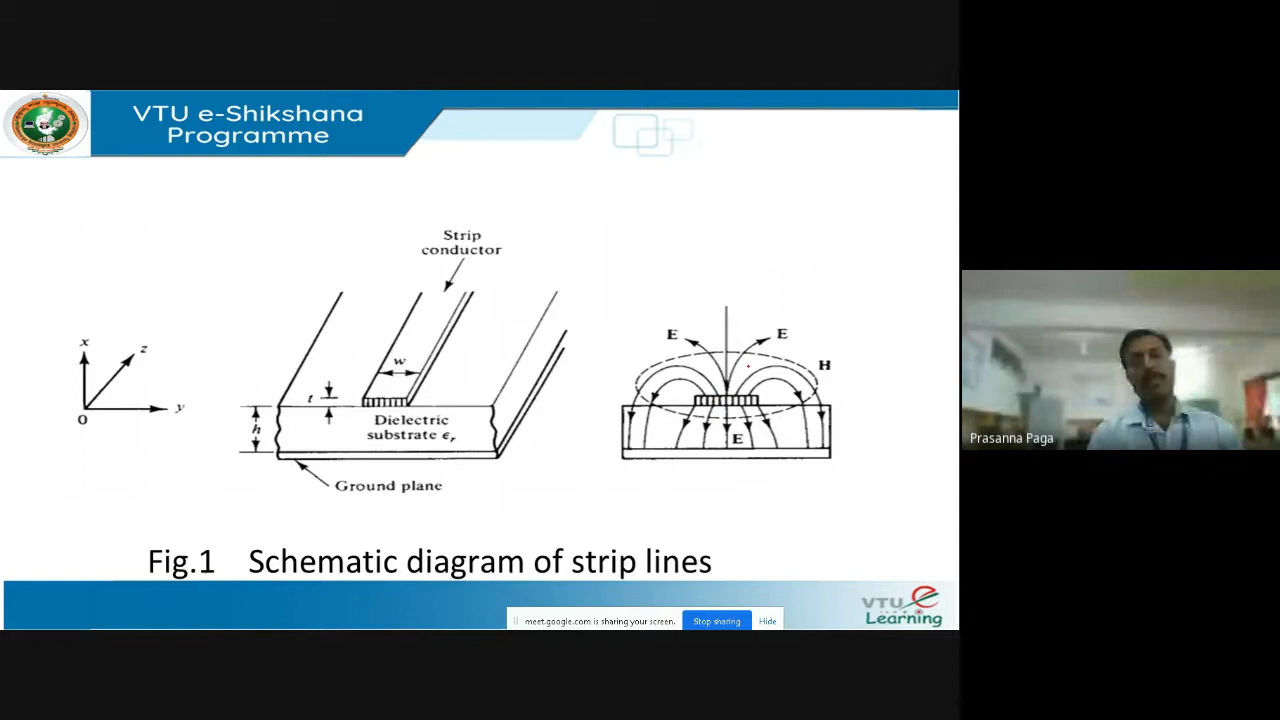 VTU e-Shikshana
Programme
Strip
conductor
x
z
y
0
w
t
h
Dielectric
substrate ϵr
Ground plane
E
E
H
E
Fig.1 Schematic diagram of strip lines
Prasanna Paga
meet.google.com is sharing your screen.
Stop sharing
Hide
VTU e
Learning